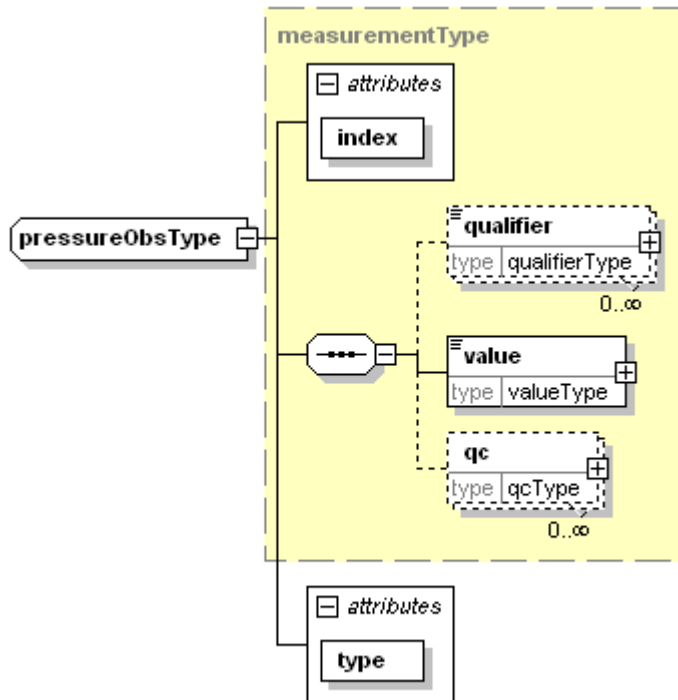 measurementType
attributes
index
pressureObsType
qualifier
type qualifierType
0..∞
value
type valueType
qc
type qcType
0..∞
attributes
type